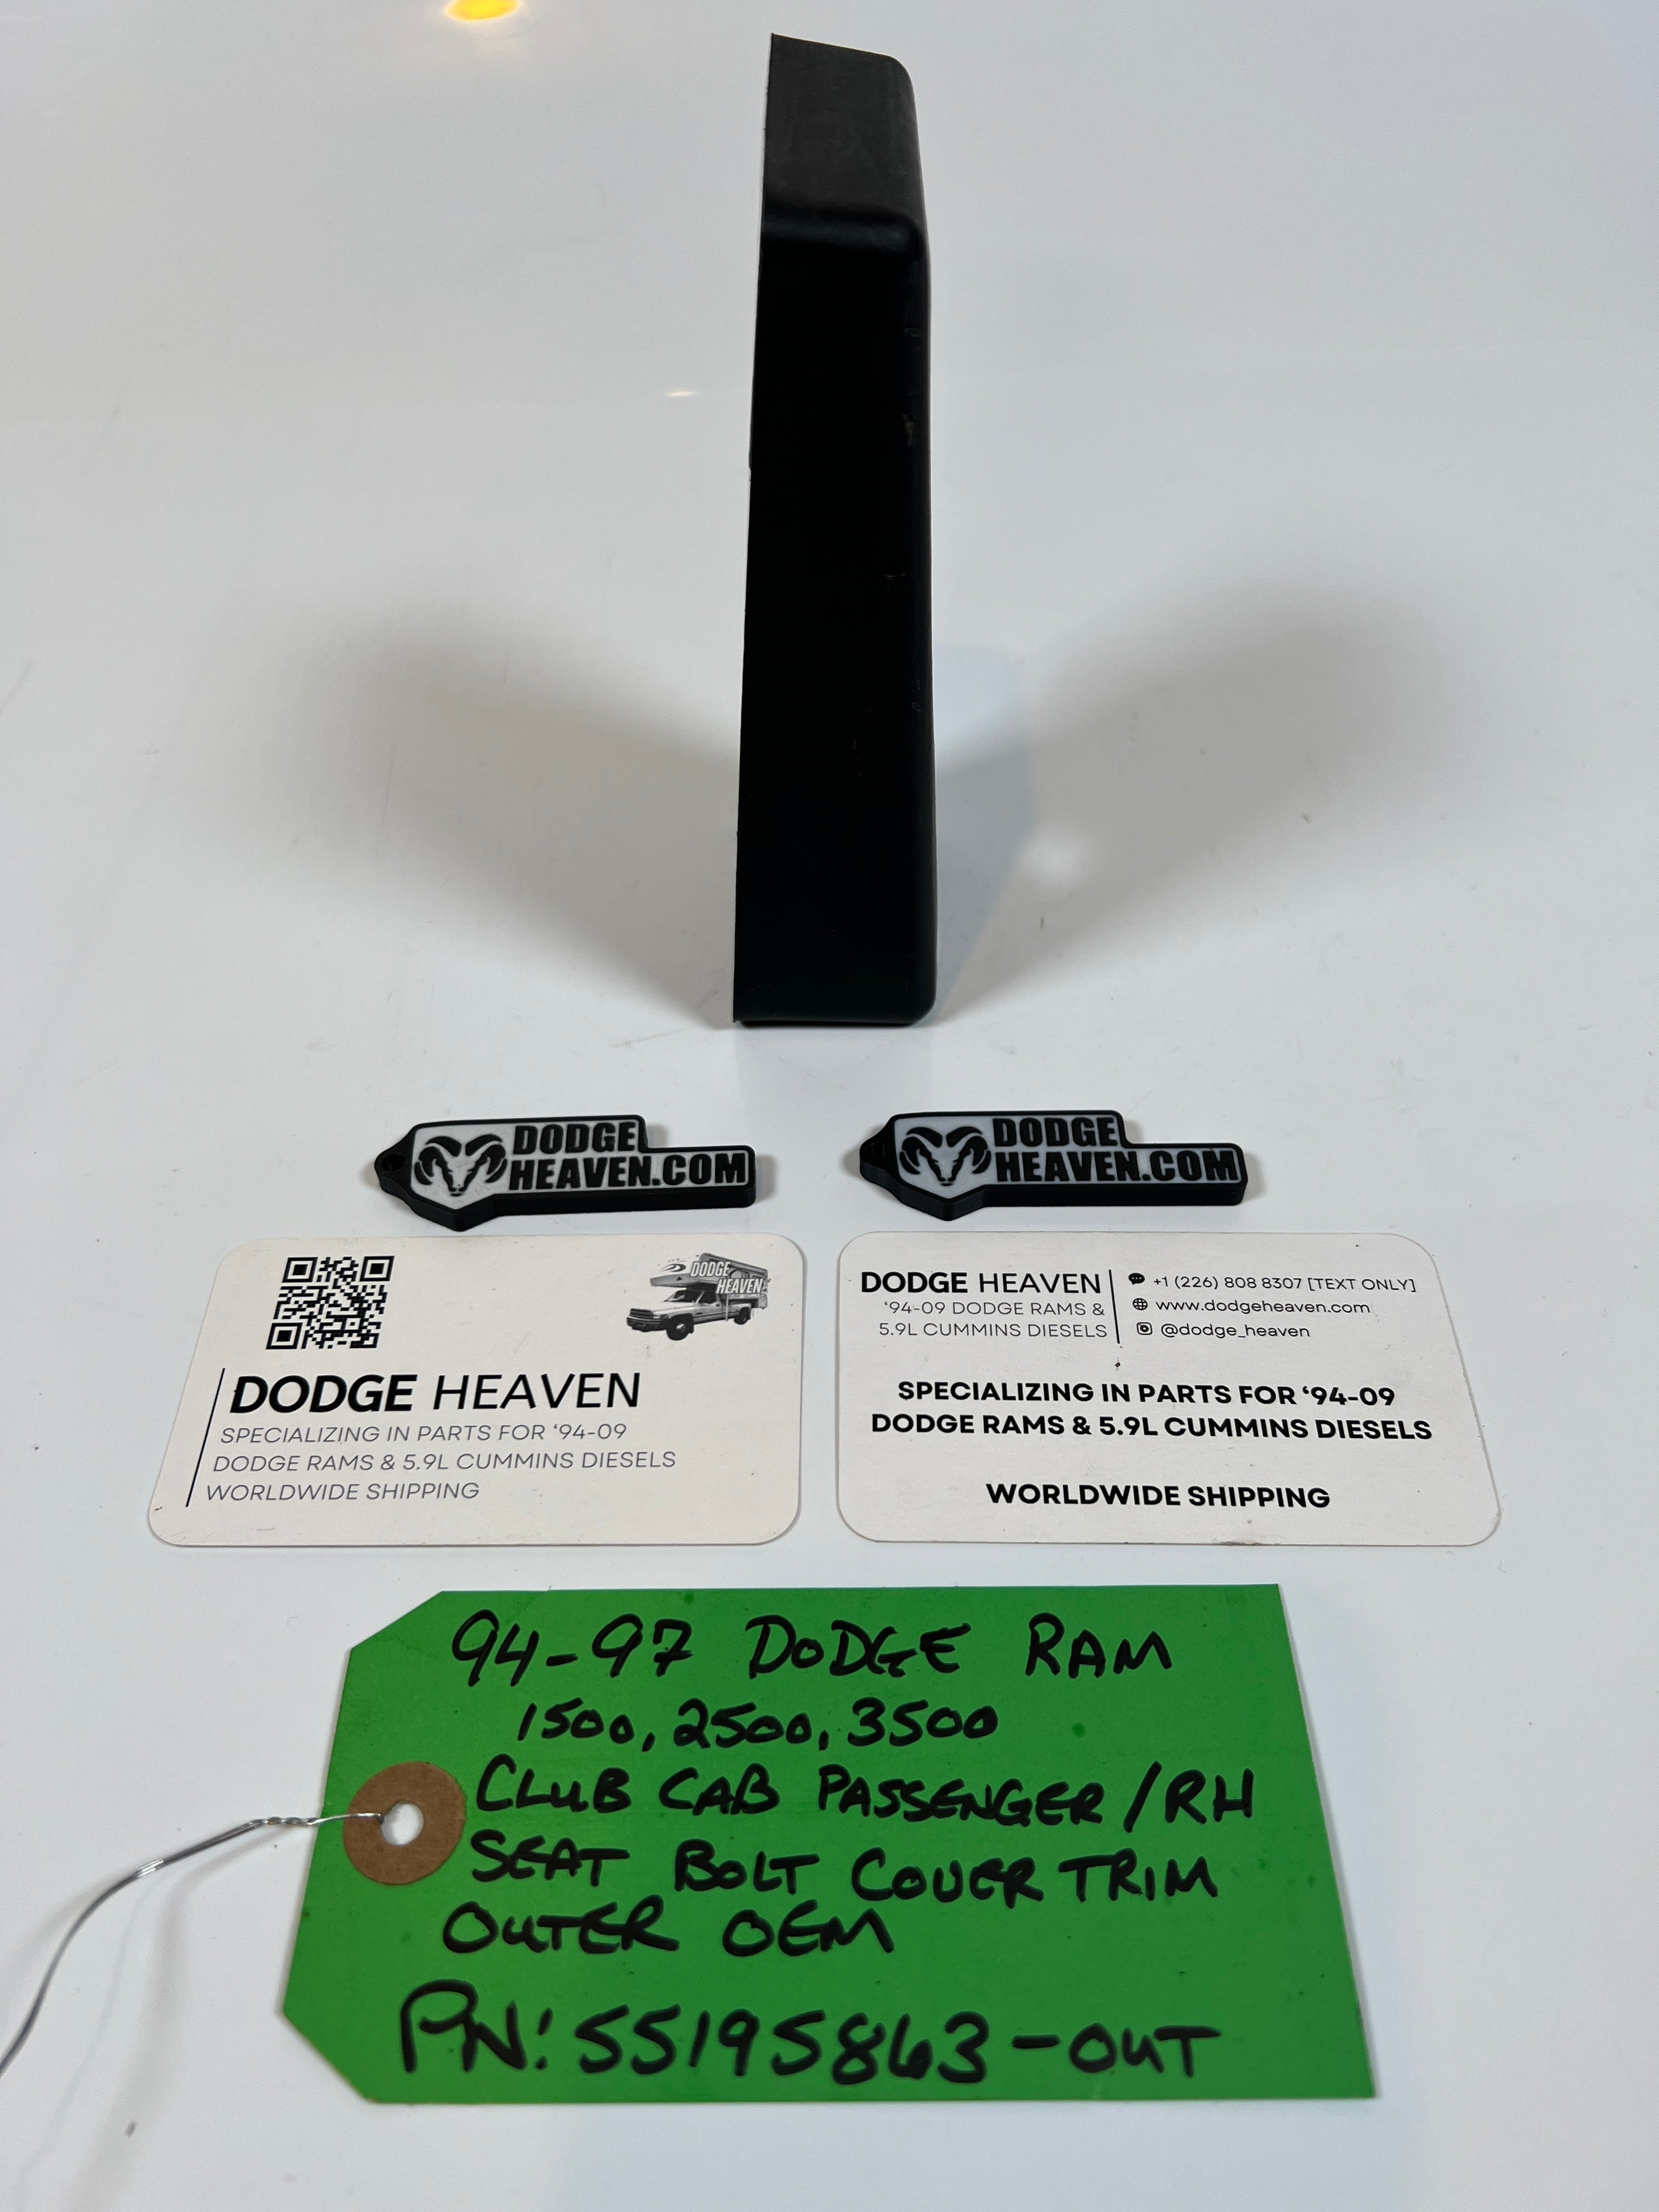 DODGE
HEAVEN.COM
DODGE
HEAVEN.COM
DODGE
HEAVEN
DODGE HEAVEN
SPECIALIZING IN PARTS FOR ‘94-09
DODGE RAMS & 5.9L CUMMINS DIESELS
WORLDWIDE SHIPPING
DODGE HEAVEN
‘94-09 DODGE RAMS &
5.9L CUMMINS DIESELS
+1 (226) 808 8307 [TEXT ONLY]
www.dodgeheaven.com
@dodge_heaven
SPECIALIZING IN PARTS FOR ‘94-09
DODGE RAMS & 5.9L CUMMINS DIESELS
WORLDWIDE SHIPPING
94-97 DODGE RAM
1500, 2500, 3500
CLUB CAB PASSENGER/RH
SEAT BOLT COVER TRIM
OUTER OEM
PN: 55195863-OUT